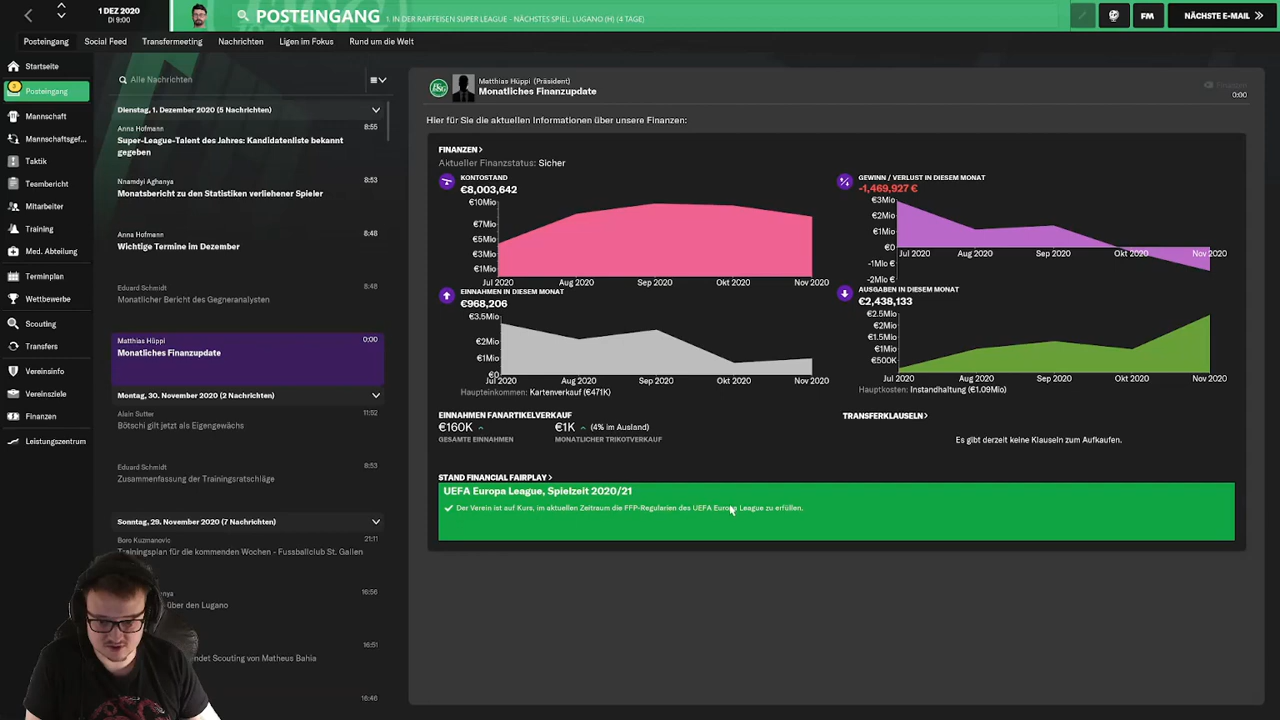 1 DEZ 2020
DI 9:00
POSTEINGANG
1. IN DER RAIFFEISEN SUPER LEAGUE - NÄCHSTES SPIEL, LUGANO (H) (4 TAGE)
FM
NÄCHSTE E-MAIL
Posteingang
Social Feed
Transfermeeting
Nachrichten
Ligen im Fokus
Rund um die Welt
Startseite
Posteingang
Mannschaft
Mannschaftsgef...
Taktik
Teambericht
Mitarbeiter
Training
Med. Abteilung
Terminplan
Wettbewerbe
Scouting
Transfers
Vereinsinfo
Vereinsziele
Finanzen
Leistungszentrum
Alle Nachrichten
Dienstag, 1. Dezember 2020 (5 Nachrichten)
Anna Hofmann 8:55
Super-League-Talent des Jahres: Kandidatenliste bekannt
gegeben
Nnamdyi Aghanya 8:53
Monatsbericht zu den Statistiken verliehener Spieler
Anna Hofmann 8:48
Wichtige Termine im Dezember
Eduard Schmidt 8:48
Monatlicher Bericht des Gegneranalysten
Matthias Hüppi 0:00
Monatliches Finanzupdate
Montag, 30. November 2020 (2 Nachrichten)
Alain Sutter 11:52
Bötschi gilt jetzt als Eigengewächs
Eduard Schmidt 8:53
Zusammenfassung der Trainingsratschläge
Sonntag, 29. November 2020 (7 Nachrichten)
Boro Kuzmanovic 21:11
Trainingsplan für die kommenden Wochen - Fussballclub St. Gallen
16:56
über den Lugano
16:51
Scouting von Matheus Bahia
16:46
Matthias Hüppi (Präsident)
Monatliches Finanzupdate
Finanzen
0:00
Hier für Sie die aktuellen Informationen über unsere Finanzen:
FINANZEN
Aktueller Finanzstatus: Sicher
KONTOSTAND
€8,003,642
€10Mio
€7Mio
€5Mio
€3Mio
€1Mio
Jul 2020 Aug 2020 Sep 2020 Okt 2020 Nov 2020
GEWINN / VERLUST IN DIESEM MONAT
-1,469,927 €
€3Mio
€2Mio
€1Mio
€0
-1Mio €
-2Mio €
Jul 2020 Aug 2020 Sep 2020 Okt 2020 Nov 2020
EINNAHMEN IN DIESEM MONAT
€968,206
€3.5Mio
€2Mio
€1Mio
€0
Jul 2020 Aug 2020 Sep 2020 Okt 2020 Nov 2020
Haupteinkommen: Kartenverkauf (€471K)
AUSGABEN IN DIESEM MONAT
€2,438,133
€2.5Mio
€2Mio
€1.5Mio
€1Mio
€500K
Jul 2020 Aug 2020 Sep 2020 Okt 2020 Nov 2020
Hauptkosten: Instandhaltung (€1.09Mio)
EINNAHMEN FANARTIKELVERKAUF
€160K
GESAMTE EINNAHMEN
€1K (4% im Ausland)
MONATLICHER TRIKOTVERKAUF
TRANSFERKLAUSELN
Es gibt derzeit keine Klauseln zum Aufkaufen.
STAND FINANCIAL FAIRPLAY
UEFA Europa League, Spielzeit 2020/21
Der Verein ist auf Kurs, im aktuellen Zeitraum die FFP-Regularien des UEFA Europa League zu erfüllen.